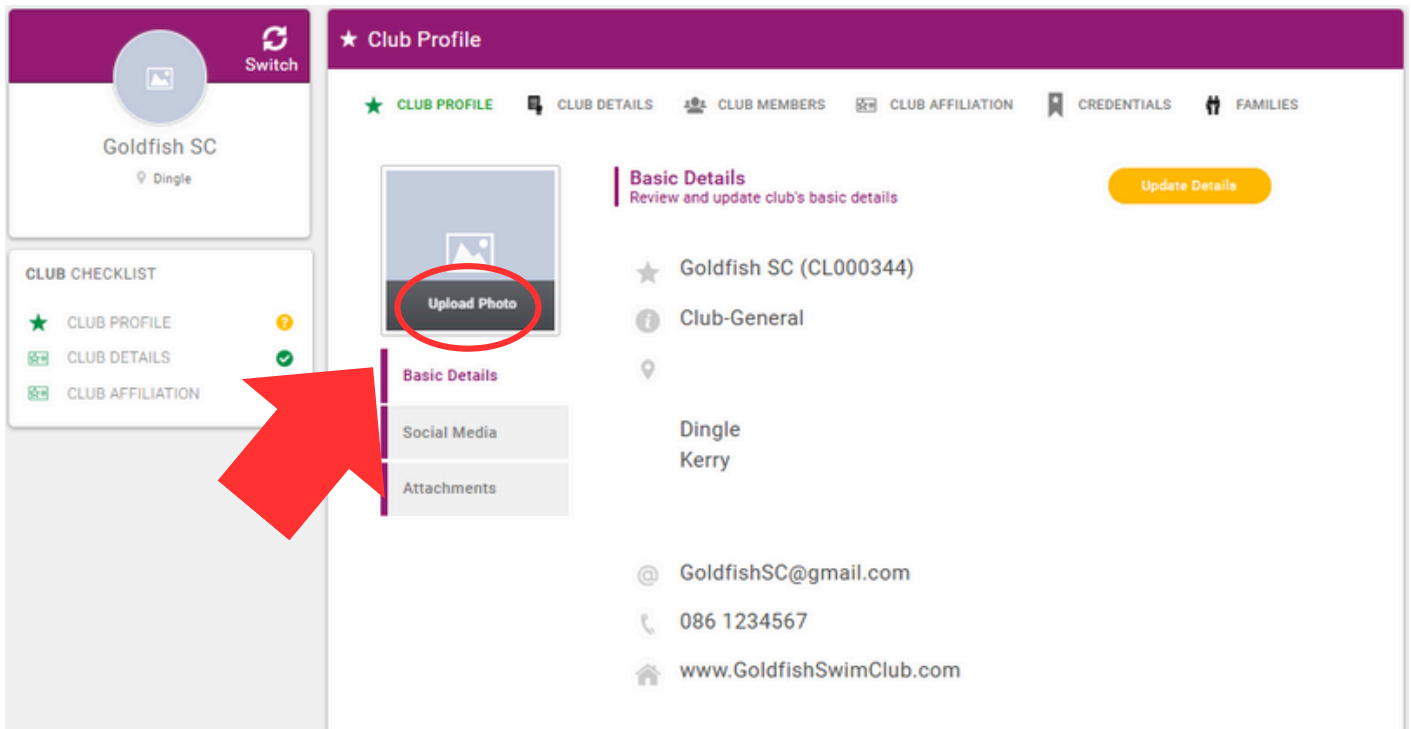 Switch
Goldfish SC
Dingle
CLUB CHECKLIST
CLUB PROFILE ?
CLUB DETAILS
CLUB AFFILIATION
Club Profile
CLUB PROFILE CLUB DETAILS CLUB MEMBERS CLUB AFFILIATION CREDENTIALS FAMILIES
Upload Photo
Basic Details
Social Media
Attachments
Basic Details
Review and update club's basic details
Update Details
Goldfish SC (CL000344)
Club-General
Dingle
Kerry
GoldfishSC@gmail.com
086 1234567
www.GoldfishSwimClub.com